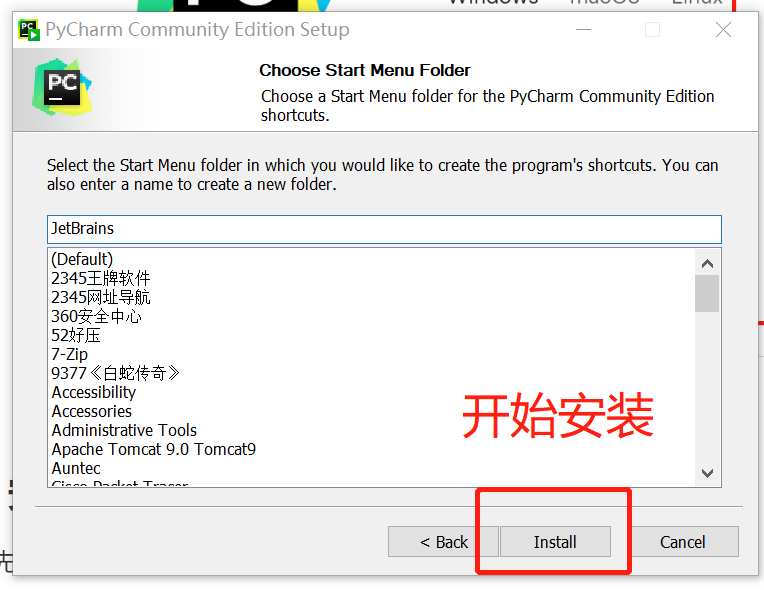 PyCharm Community Edition Setup
PC
Choose Start Menu Folder
Choose a Start Menu folder for the PyCharm Community Edition
shortcuts.
Select the Start Menu folder in which you would like to create the program's shortcuts. You can
also enter a name to create a new folder.
JetBrains
(Default)
2345王牌软件
2345网址导航
360安全中心
52好压
7-Zip
9377《白蛇传奇》
Accessibility
Accessories
Administrative Tools
Apache Tomcat 9.0 Tomcat9
Auntec
Cisco Packet Tracer
开始安装
< Back
Install
Cancel